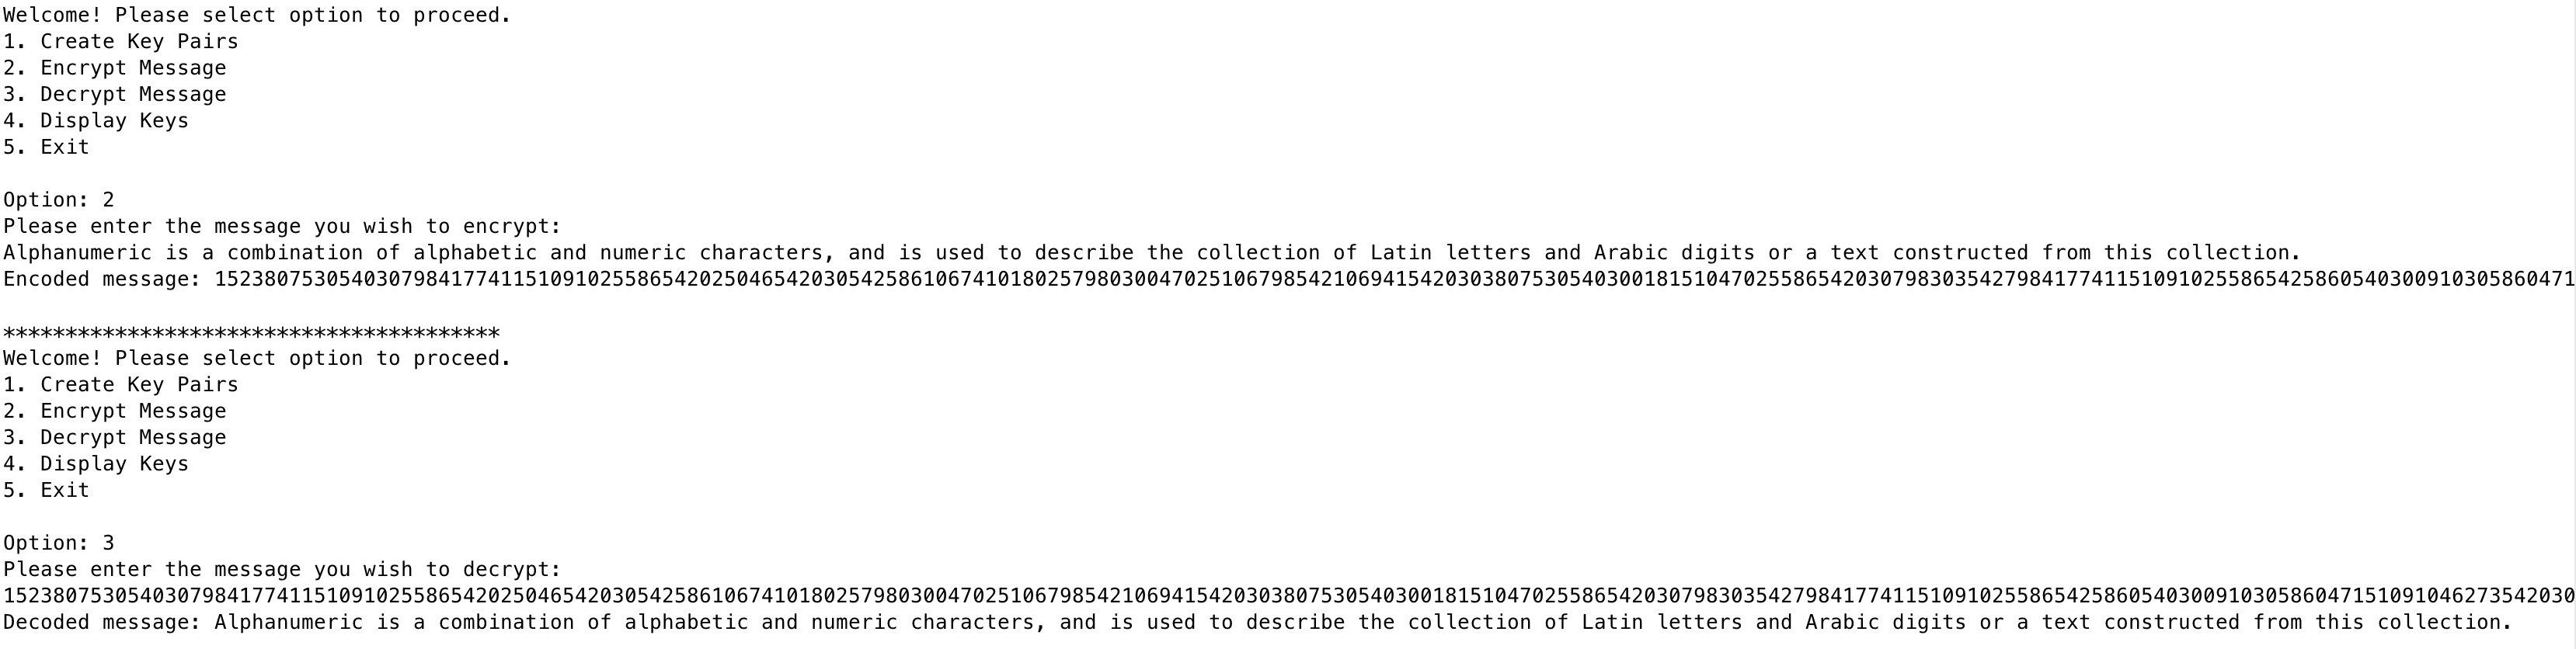 Welcome! Please select option to proceed.
1. Create Key Pairs
2. Encrypt Message
3. Decrypt Message
4. Display Keys
5. Exit
Option: 2
Please enter the message you wish to encrypt:
Alphanumeric is a combination of alphabetic and numeric characters, and is used to describe the collection of Latin letters and Arabic digits or a text constructed from this collection.
Encoded message: 1523807530540307984177411510910255865420250465420305425861067410180257980300470251067985421069415420303807530540300181510470255865420307983035427984177411510910255865425860540300910305860471
****************************************
Welcome! Please select option to proceed.
1. Create Key Pairs
2. Encrypt Message
3. Decrypt Message
4. Display Keys
5. Exit
Option: 3
Please enter the message you wish to decrypt:
152380753054030798417741151091025586542025046542030542586106741018025798030047025106798542106941542030380753054030018151047025586542030798303542798417741151091025586542586054030091030586047151091046273542030
Decoded message: Alphanumeric is a combination of alphabetic and numeric characters, and is used to describe the collection of Latin letters and Arabic digits or a text constructed from this collection.